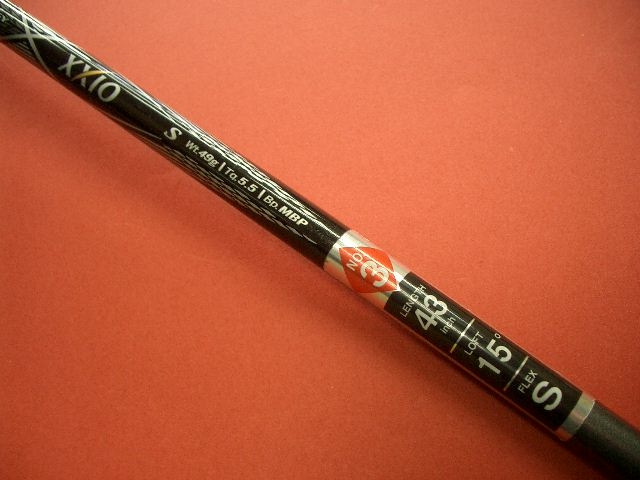 XXIO
S Wt.49g | Tq.5.5 | Bp.MBP
NO. 3
LENGTH 43 inch
LOFT 15°
FLEX S